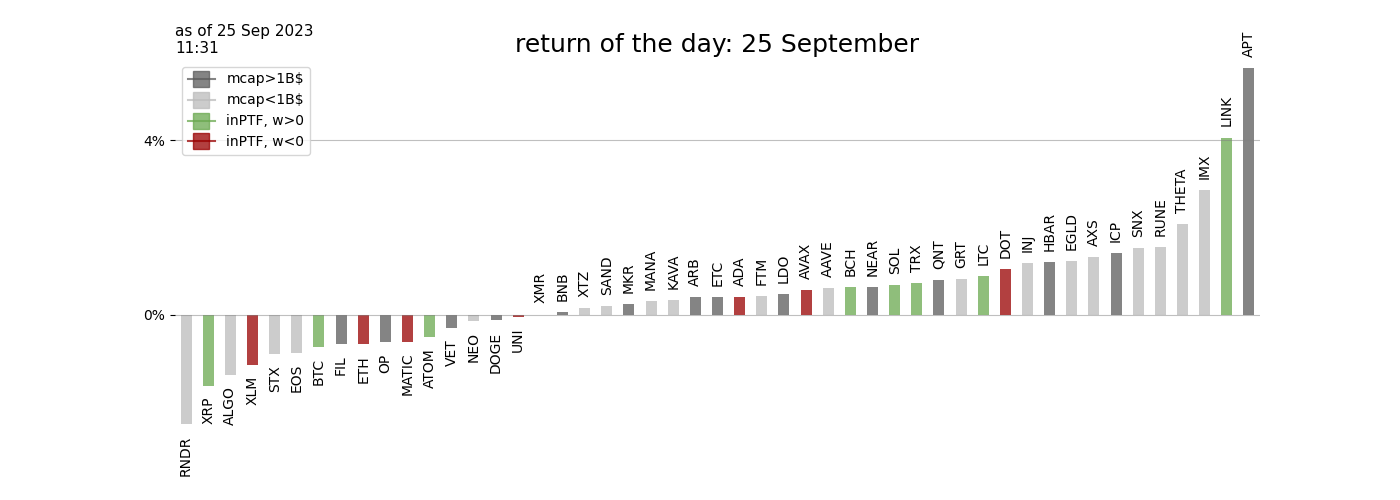 as of 25 Sep 2023
11:31
return of the day: 25 September
mcap>1B$
mcap<1B$
inPTF, w>0
inPTF, w<0
4%
0%
RNDR
XRP
ALGO
XLM
STX
EOS
BTC
FIL
ETH
OP
MATIC
ATOM
VET
NEO
DOGE
UNI
XMR
BNB
XTZ
SAND
MKR
MANA
KAVA
ARB
ETC
ADA
FTM
LDO
AVAX
AAVE
BCH
NEAR
SOL
TRX
QNT
GRT
LTC
DOT
INJ
HBAR
EGLD
AXS
ICP
SNX
RUNE
THETA
IMX
LINK
APT